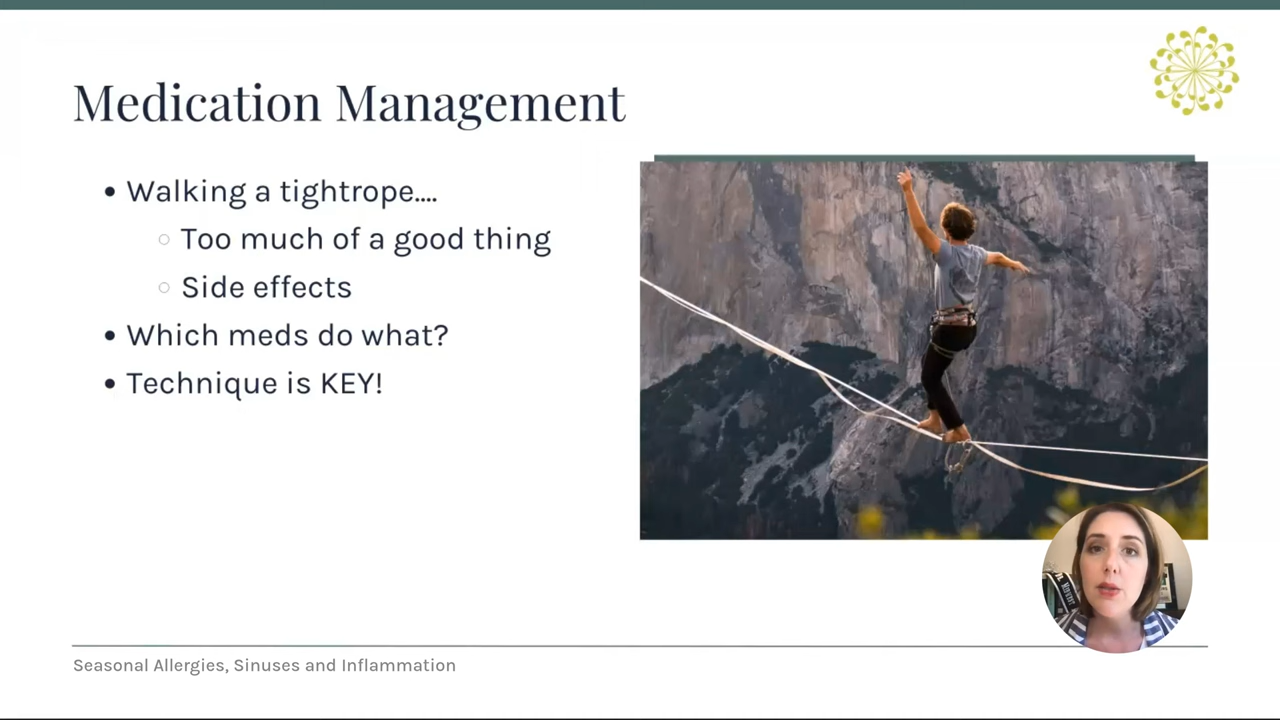 Medication Management
• Walking a tightrope....
○ Too much of a good thing
○ Side effects
• Which meds do what?
• Technique is KEY!
Seasonal Allergies, Sinuses and Inflammation